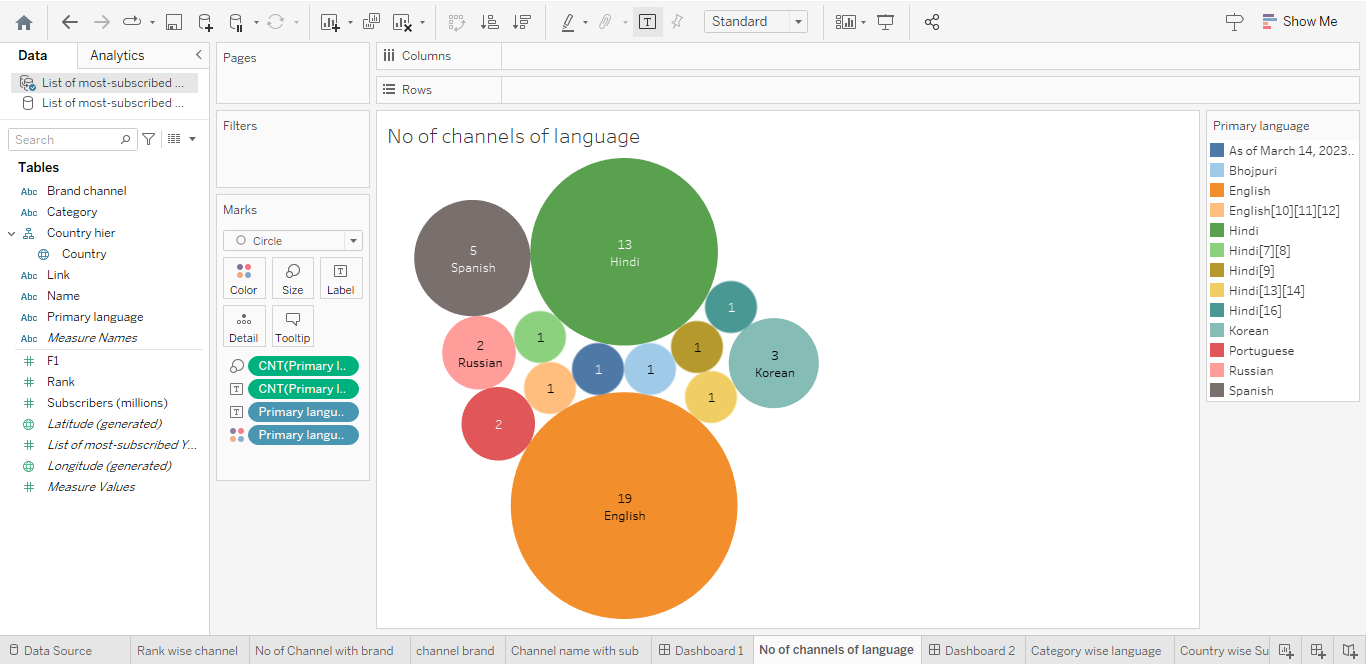 Standard
Show Me
Data
Analytics
List of most-subscribed ...
List of most-subscribed ...
Search
Tables
Abc Brand channel
Abc Category
Country hier
Country
Abc Link
Abc Name
Abc Primary language
Abc Measure Names
# F1
# Rank
# Subscribers (millions)
Latitude (generated)
# List of most-subscribed Y...
Longitude (generated)
# Measure Values
Pages
Filters
Marks
Circle
Color
Size
T
Label
Detail
Tooltip
CNT(Primary l..
T CNT(Primary l..
T Primary langu..
Primary langu..
Columns
Rows
No of channels of language
13
Hindi
5
Spanish
1
2
Russian
1
1
3
Korean
1
1
1
1
2
19
English
Primary language
As of March 14, 2023..
Bhojpuri
English
English[10][11][12]
Hindi
Hindi[7][8]
Hindi[9]
Hindi[13][14]
Hindi[16]
Korean
Portuguese
Russian
Spanish
Data Source
Rank wise channel
No of Channel with brand
channel brand
Channel name with sub
Dashboard 1
No of channels of language
Dashboard 2
Category wise language
Country wise Su